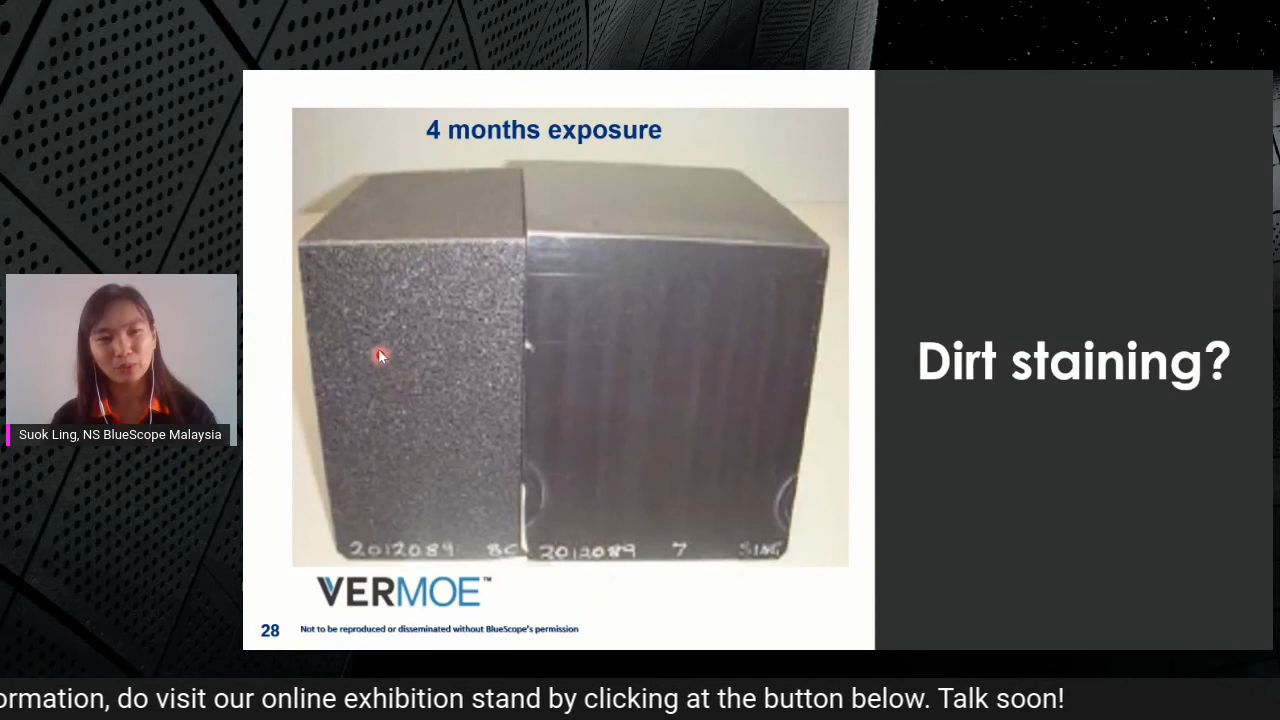 4 months exposure
Dirt staining?
Suok Ling, NS BlueScope Malaysia
2012089 8C 2012089 7 SING
VERMOE™
28 Not to be reproduced or disseminated without BlueScope's permission
ormation, do visit our online exhibition stand by clicking at the button below. Talk soon!